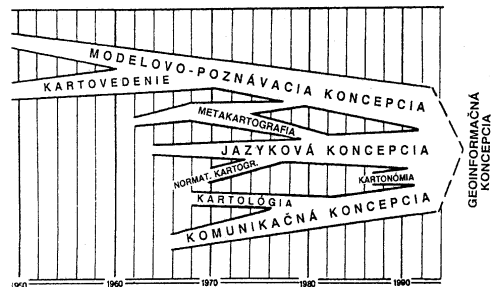 MODELOVO-POZNÁVACIA KONCEPCIA
KARTOVEDENIE
METAKARTOGRAFIA
JAZYKOVÁ KONCEPCIA
NORMAT. KARTOGR.
KARTONÓMIA
KARTOLÓGIA
KOMUNIKAČNÁ KONCEPCIA
GEOINFORMAČNÁ
KONCEPCIA
1950 1960 1970 1980 1990